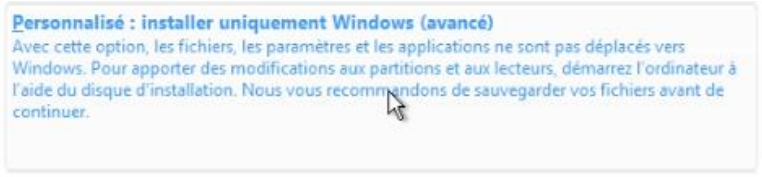 Personnalisé : installer uniquement Windows (avancé)
Avec cette option, les fichiers, les paramètres et les applications ne sont pas déplacés vers
Windows. Pour apporter des modifications aux partitions et aux lecteurs, démarrez l'ordinateur à
l'aide du disque d'installation. Nous vous recommandons de sauvegarder vos fichiers avant de
continuer.